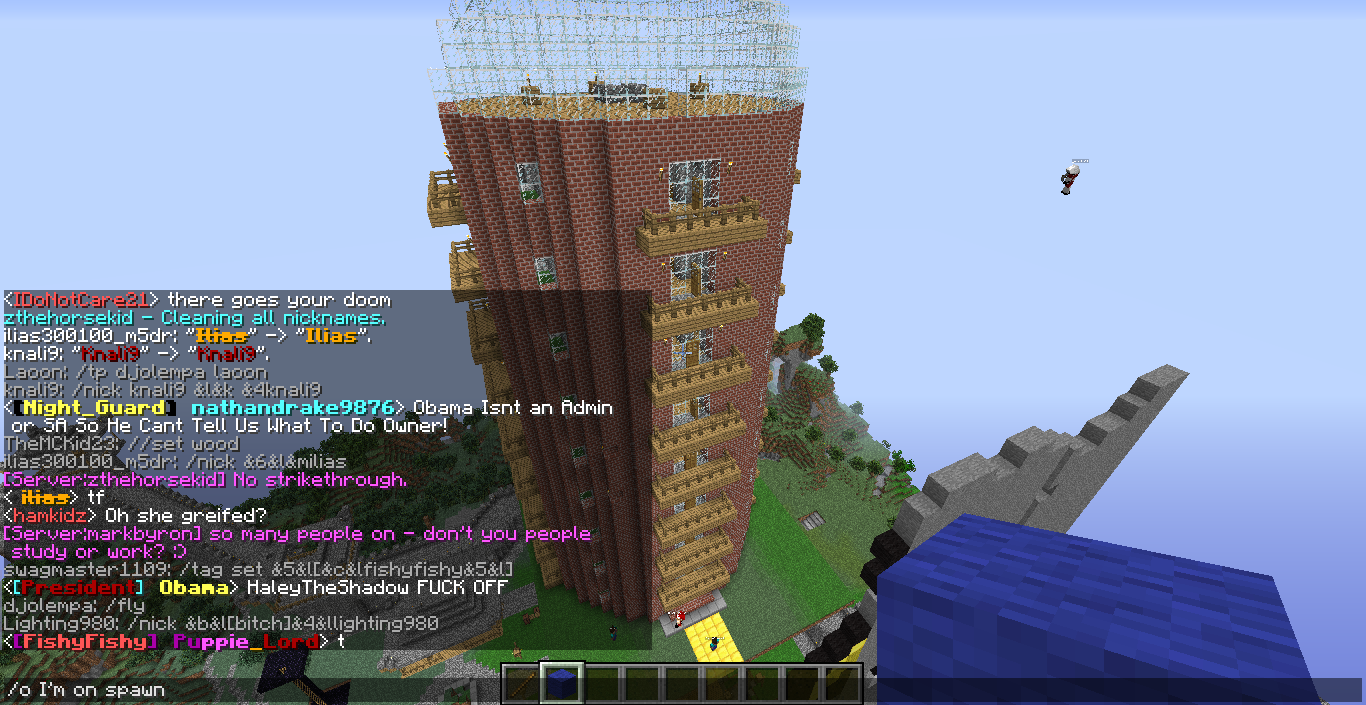 <IDoNotCare21> there goes your doom
zthehorsekid - Cleaning all nicknames.
ilias300100_m5dr: "Ilias" -> "Ilias".
knali9: "Knali9" -> "Knali9".
Laoon: /tp djolempa laoon
knali9: /nick knali9 &l&k &4knali9
<[Night_Guard] nathandrake9876> Obama Isnt an Admin
or SA So He Cant Tell Us What To Do Owner!
TheMCKid23: //set wood
ilias300100_m5dr: /nick &6&l&milias
[Server:zthehorsekid] No strikethrough.
< ilias> tf
<hamkidz> Oh she greifed?
[Server:markbyron] so many people on - don't you people
study or work? :)
swagmaster1109: /tag set &5&l[&c&lfishyfishy&5&l]
<[President] Obama> HaleyTheShadow FUCK OFF
djolempa: /fly
Lighting980: /nick &b&l[bitch]&4&llighting980
<[FishyFishy] Puppie_Lord> t
/o I'm on spawn